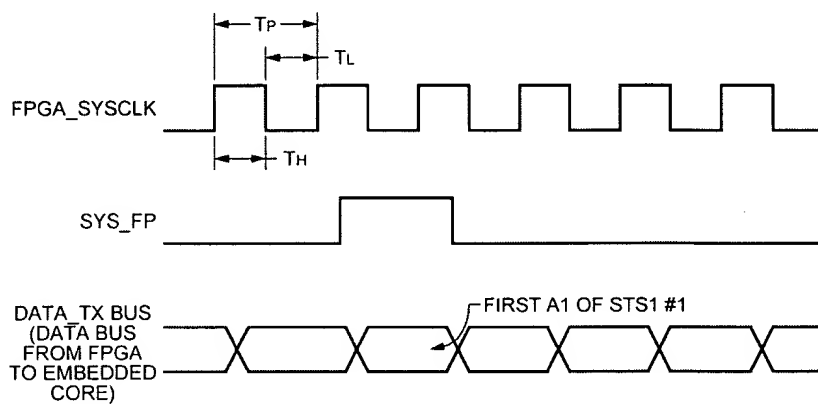 TP
TL
FPGA_SYSCLK
TH
SYS_FP
FIRST A1 OF STS1 #1
DATA_TX BUS
(DATA BUS
FROM FPGA
TO EMBEDDED
CORE)